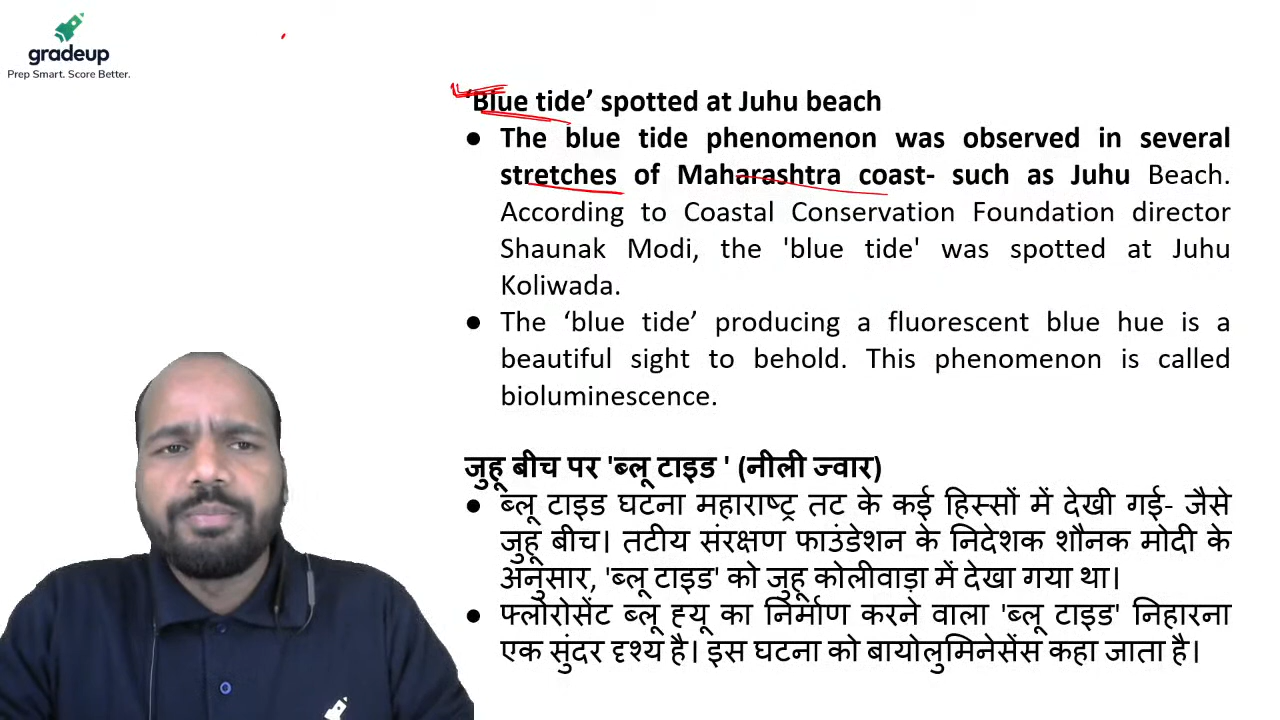 gradeup
Prep Smart. Score Better.
‘Blue tide’ spotted at Juhu beach
● The blue tide phenomenon was observed in several
stretches of Maharashtra coast- such as Juhu Beach.
According to Coastal Conservation Foundation director
Shaunak Modi, the 'blue tide' was spotted at Juhu
Koliwada.
● The ‘blue tide’ producing a fluorescent blue hue is a
beautiful sight to behold. This phenomenon is called
bioluminescence.
जुहू बीच पर 'ब्लू टाइड ' (नीली ज्वार)
● ब्लू टाइड घटना महाराष्ट्र तट के कई हिस्सों में देखी गई- जैसे
जुहू बीच। तटीय संरक्षण फाउंडेशन के निदेशक शौनक मोदी के
अनुसार, 'ब्लू टाइड' को जुहू कोलीवाड़ा में देखा गया था।
● फ्लोरोसेंट ब्लू ह्यू का निर्माण करने वाला 'ब्लू टाइड' निहारना
एक सुंदर दृश्य है। इस घटना को बायोलुमिनेसेंस कहा जाता है।